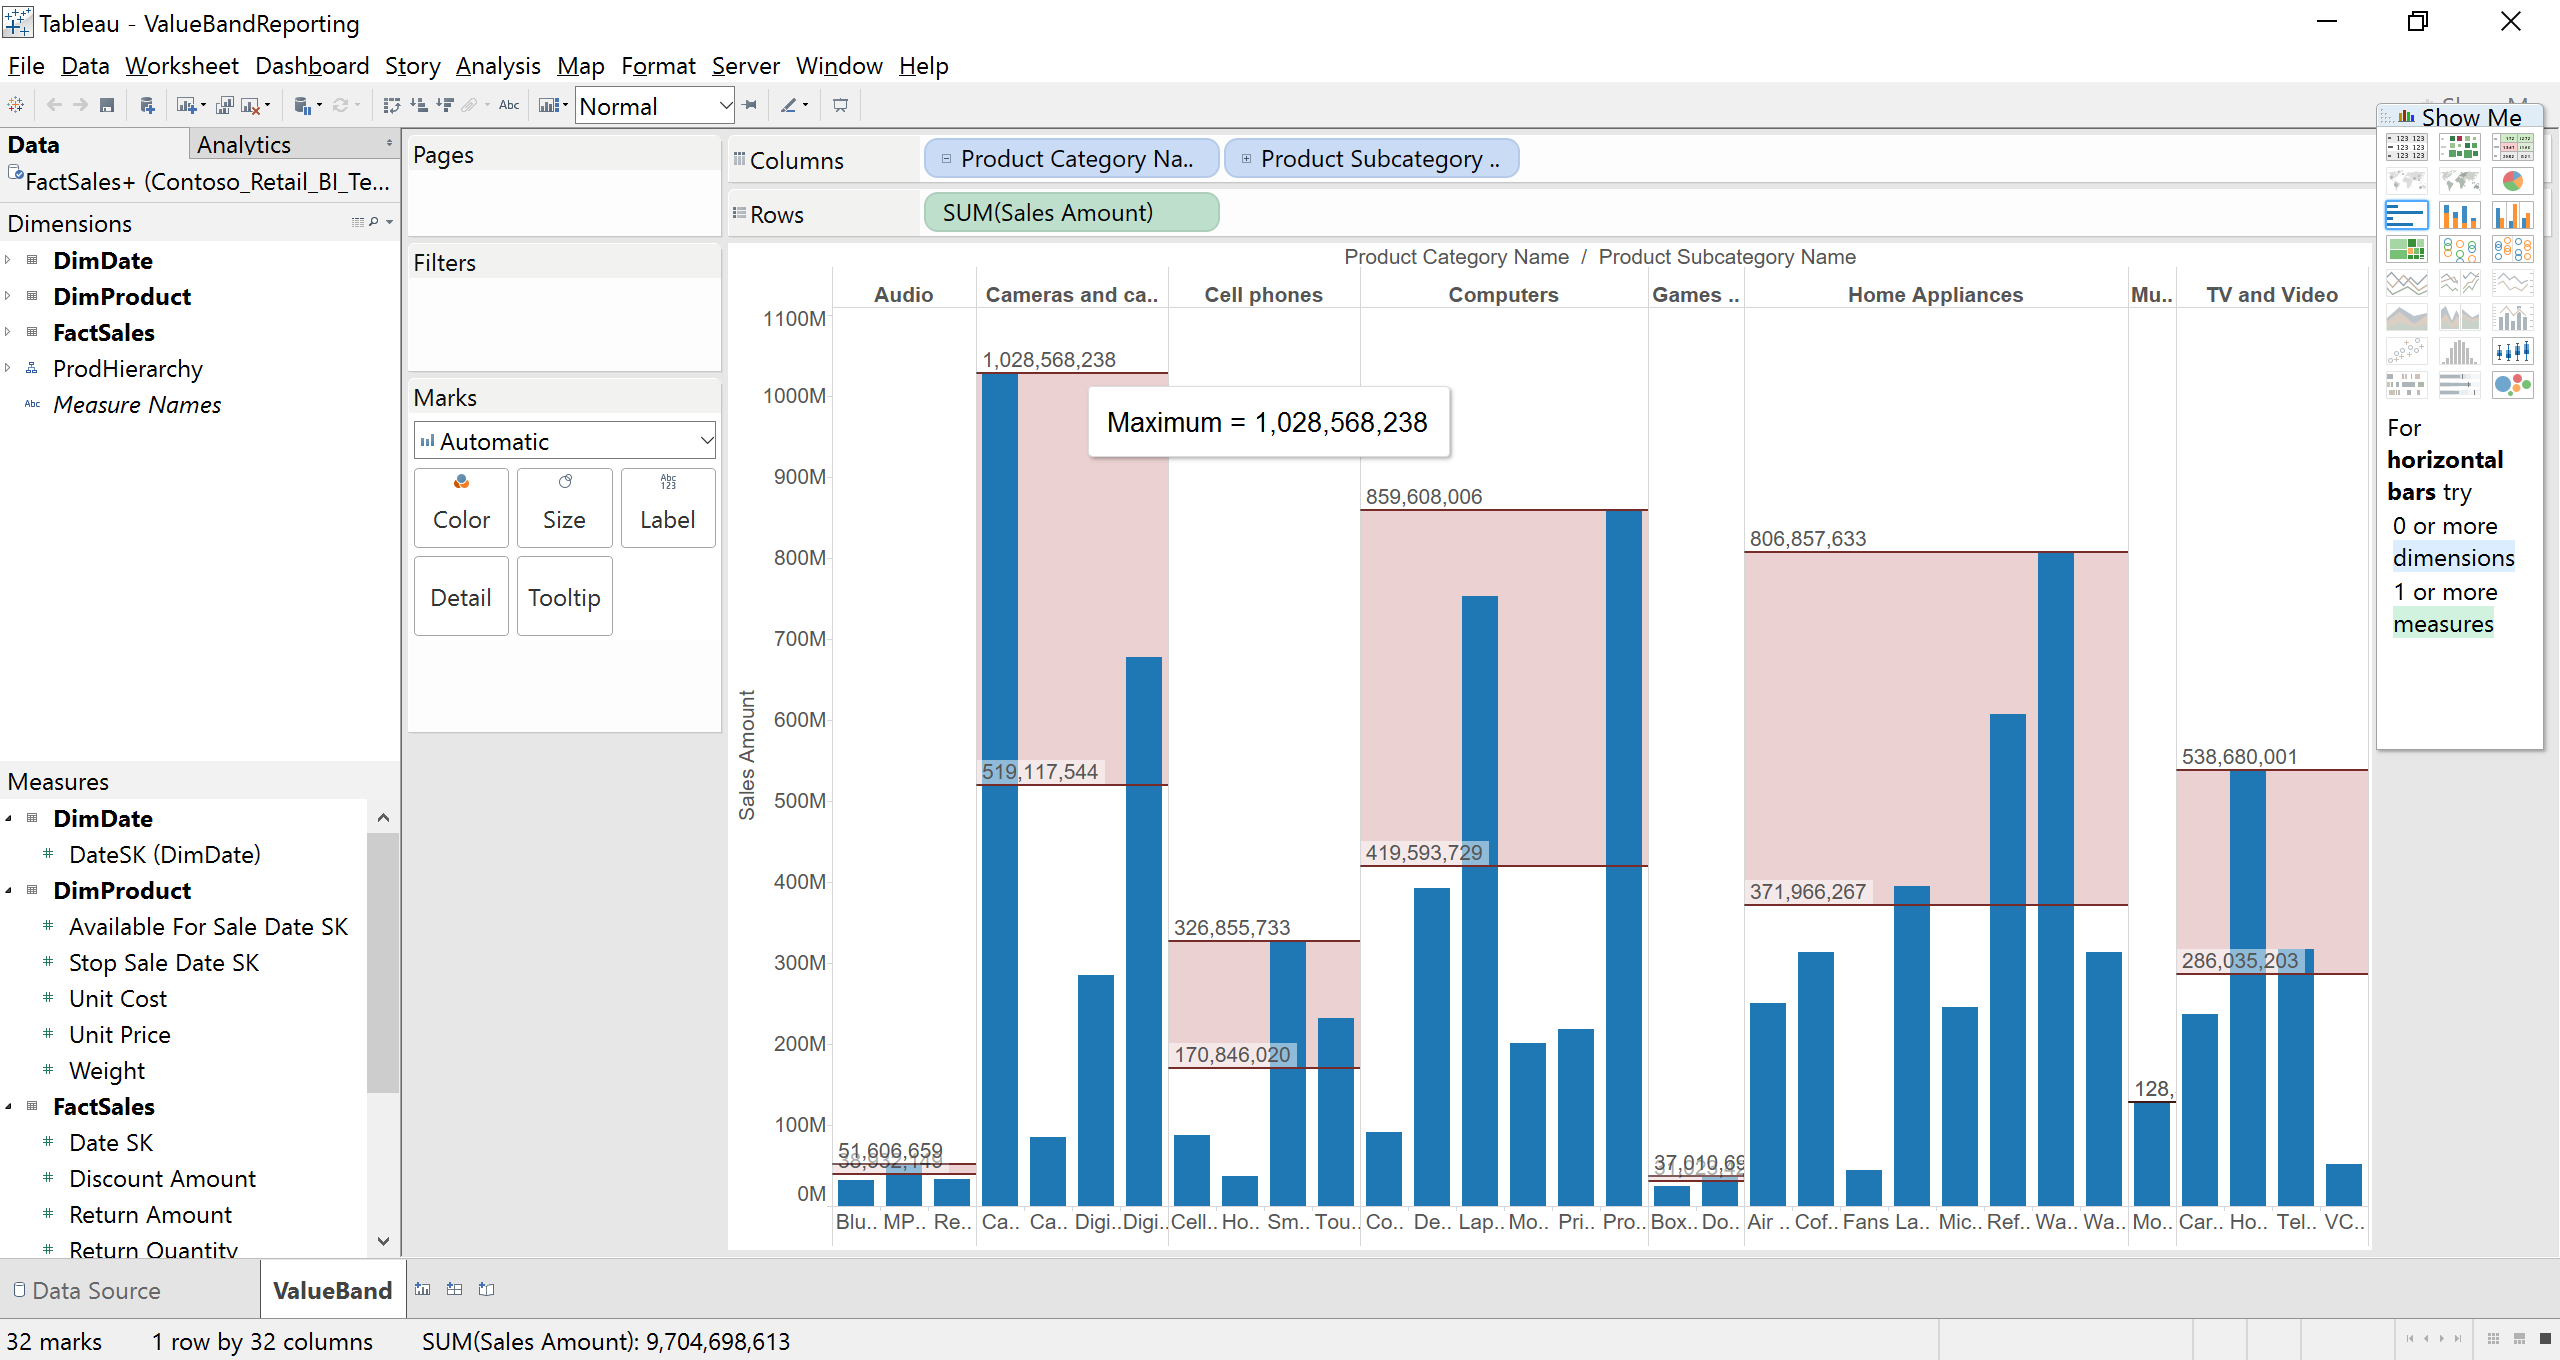 Tableau - ValueBandReporting
File Data Worksheet Dashboard Story Analysis Map Format Server Window Help
Abc Normal
Show Me
Data Analytics
FactSales+ (Contoso_Retail_BI_Te...
Dimensions
DimDate
DimProduct
FactSales
ProdHierarchy
Abc Measure Names
Measures
DimDate
# DateSK (DimDate)
DimProduct
# Available For Sale Date SK
# Stop Sale Date SK
# Unit Cost
# Unit Price
# Weight
FactSales
# Date SK
# Discount Amount
# Return Amount
# Return Quantity
Pages
Filters
Marks
Automatic
Color Size Abc 123 Label
Detail Tooltip
Columns Product Category Na.. Product Subcategory ..
Rows SUM(Sales Amount)
Product Category Name / Product Subcategory Name
Audio Cameras and ca.. Cell phones Computers Games .. Home Appliances Mu.. TV and Video
Sales Amount
1100M
1000M
900M
800M
700M
600M
500M
400M
300M
200M
100M
0M
51,606,659
38,932,149
1,028,568,238
Maximum = 1,028,568,238
519,117,544
326,855,733
170,846,020
859,608,006
419,593,729
37,010,69
806,857,633
371,966,267
128,
538,680,001
286,035,203
Blu.. MP.. Re.. Ca.. Ca.. Digi.. Digi.. Cell.. Ho.. Sm.. Tou.. Co.. De.. Lap.. Mo.. Pri.. Pro.. Box.. Do.. Air .. Cof.. Fans La.. Mic.. Ref.. Wa.. Wa.. Mo.. Car.. Ho.. Tel.. VC..
For
horizontal
bars try
0 or more
dimensions
1 or more
measures
Data Source ValueBand
32 marks 1 row by 32 columns SUM(Sales Amount): 9,704,698,613